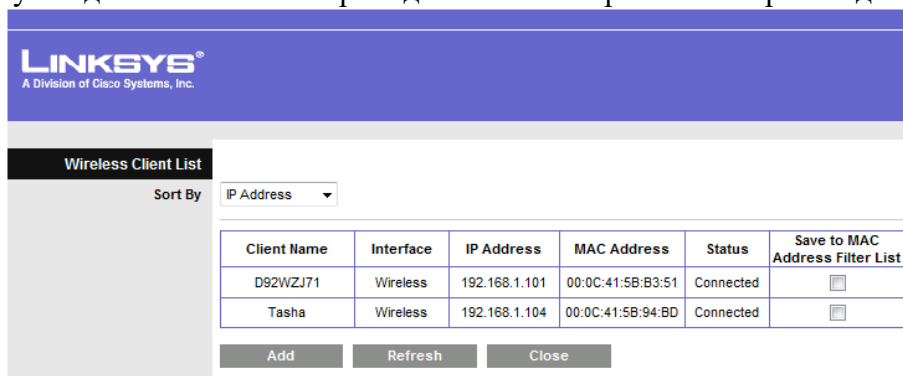 LINKSYS®
A Division of Cisco Systems, Inc.
Wireless Client List
Sort By IP Address
Client Name Interface IP Address MAC Address Status Save to MAC Address Filter List
D92WZJ71 Wireless 192.168.1.101 00:0C:41:5B:B3:51 Connected
Tasha Wireless 192.168.1.104 00:0C:41:5B:94:BD Connected
Add Refresh Close